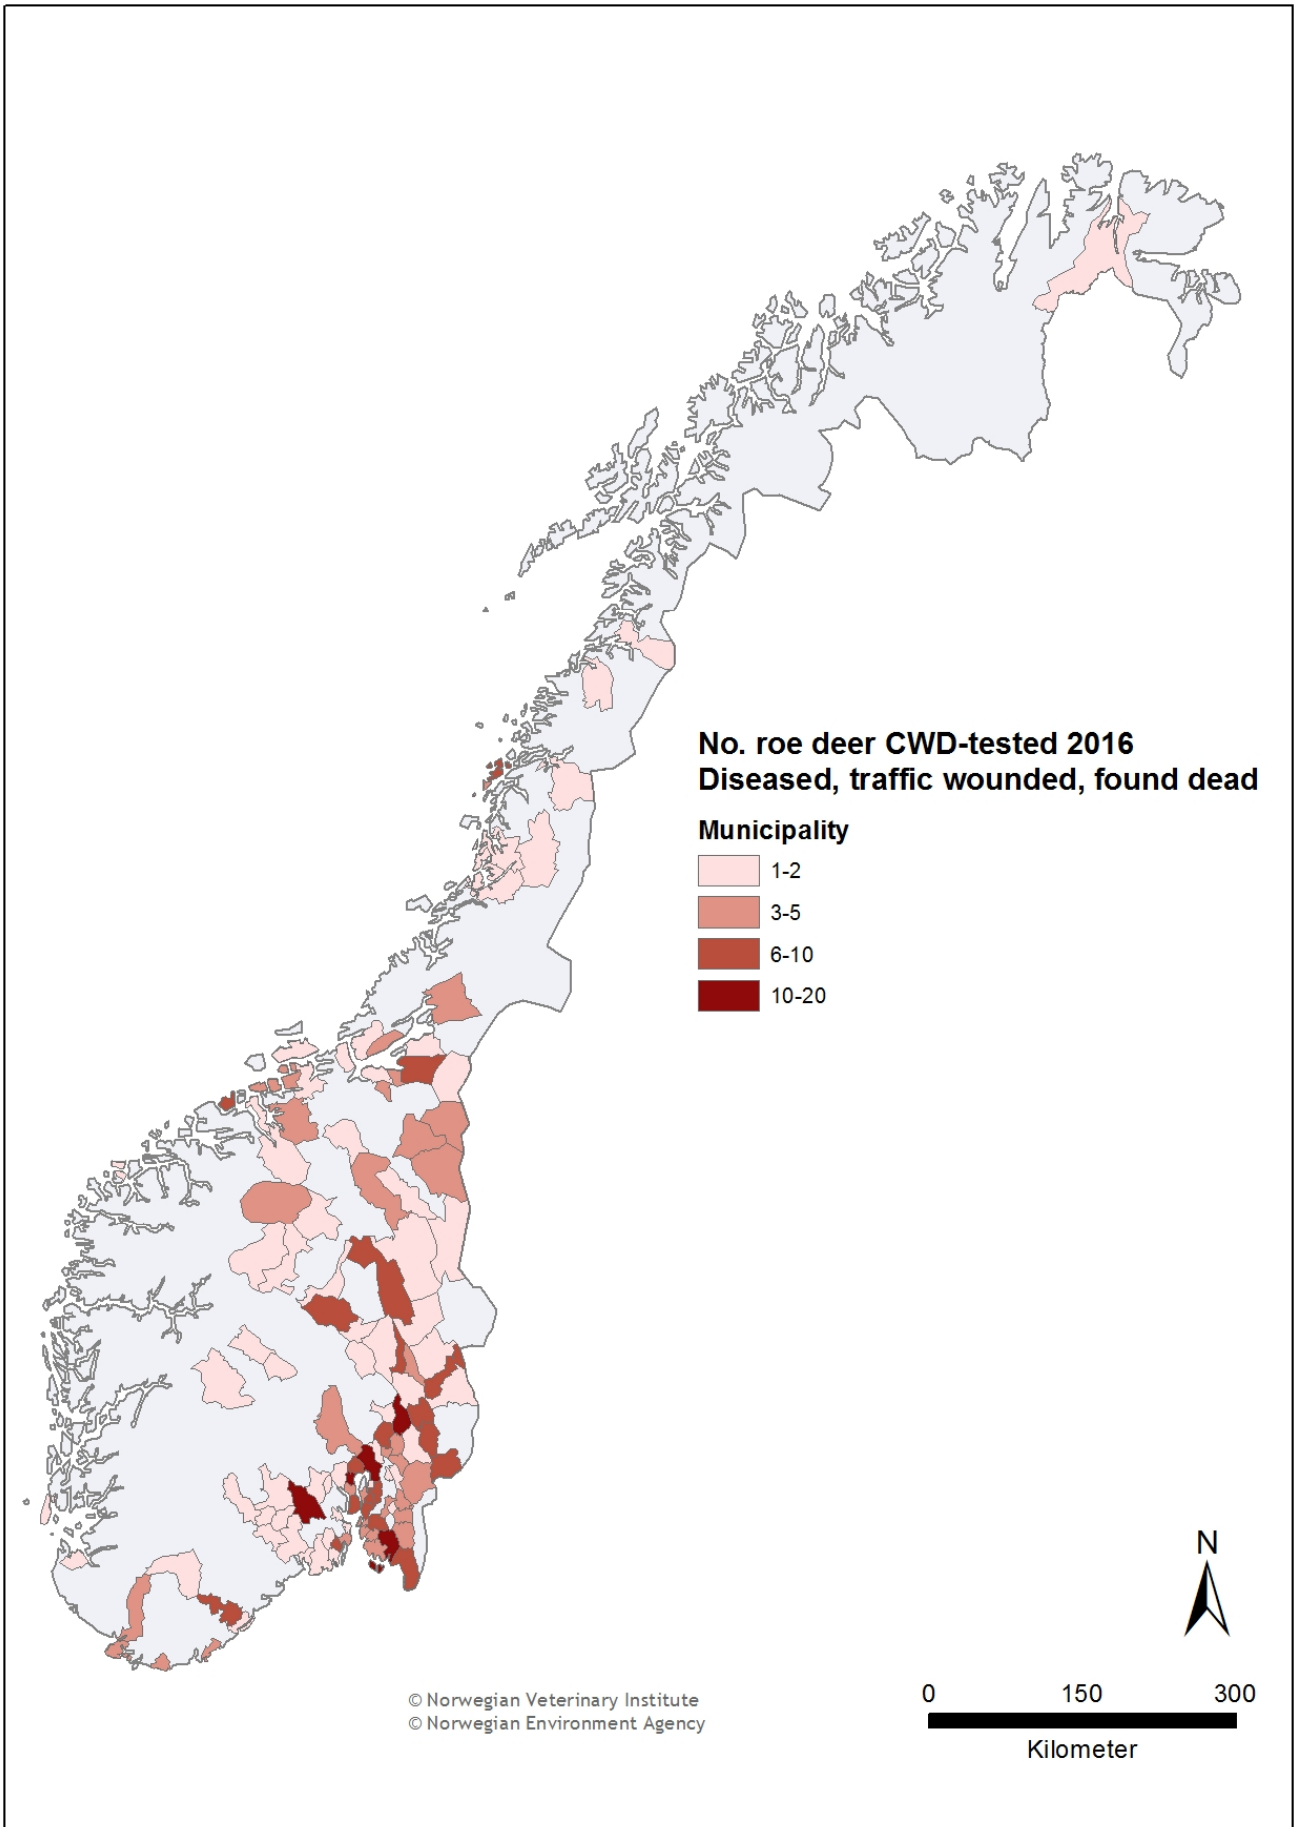 No. roe deer CWD-tested 2016
Diseased, traffic wounded, found dead
Municipality
1-2
3-5
6-10
10-20
N
0 150 300
Kilometer
© Norwegian Veterinary Institute
© Norwegian Environment Agency